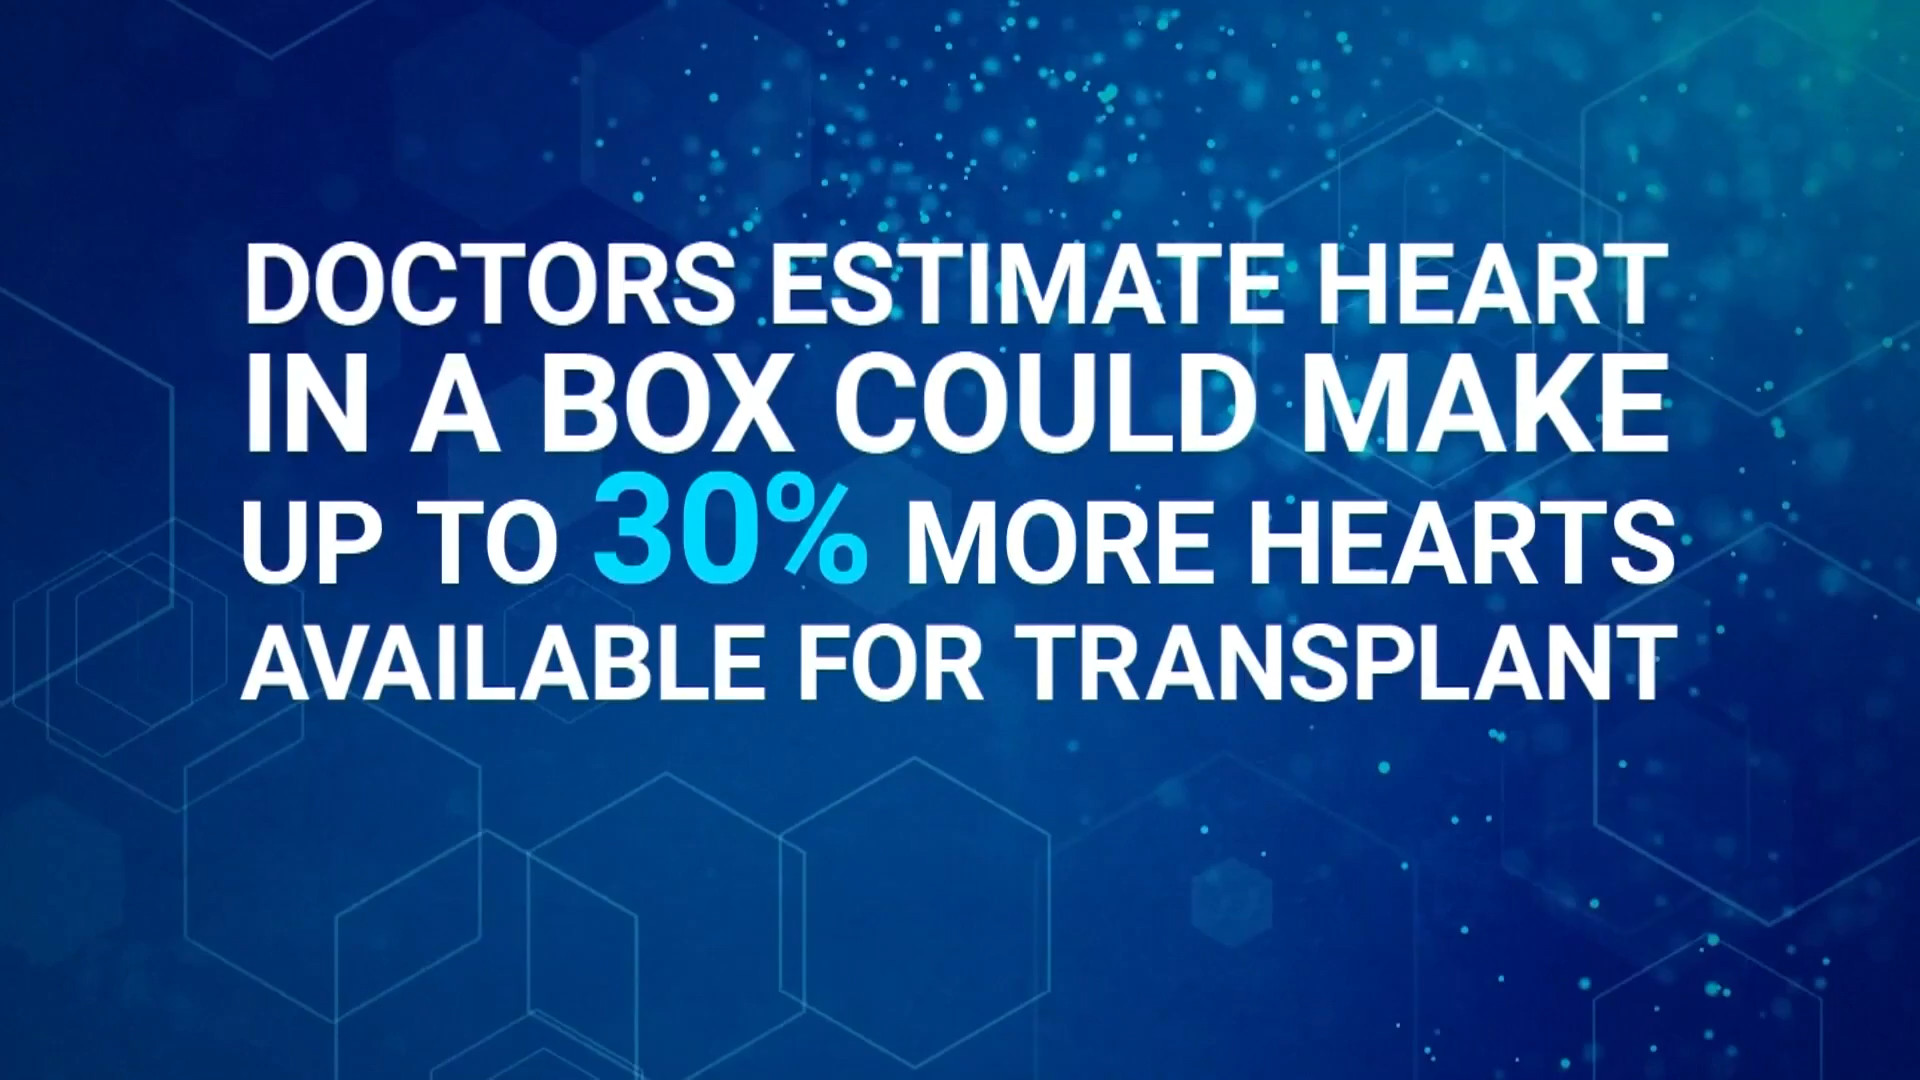 DOCTORS ESTIMATE HEART
IN A BOX COULD MAKE
UP TO 30% MORE HEARTS
AVAILABLE FOR TRANSPLANT